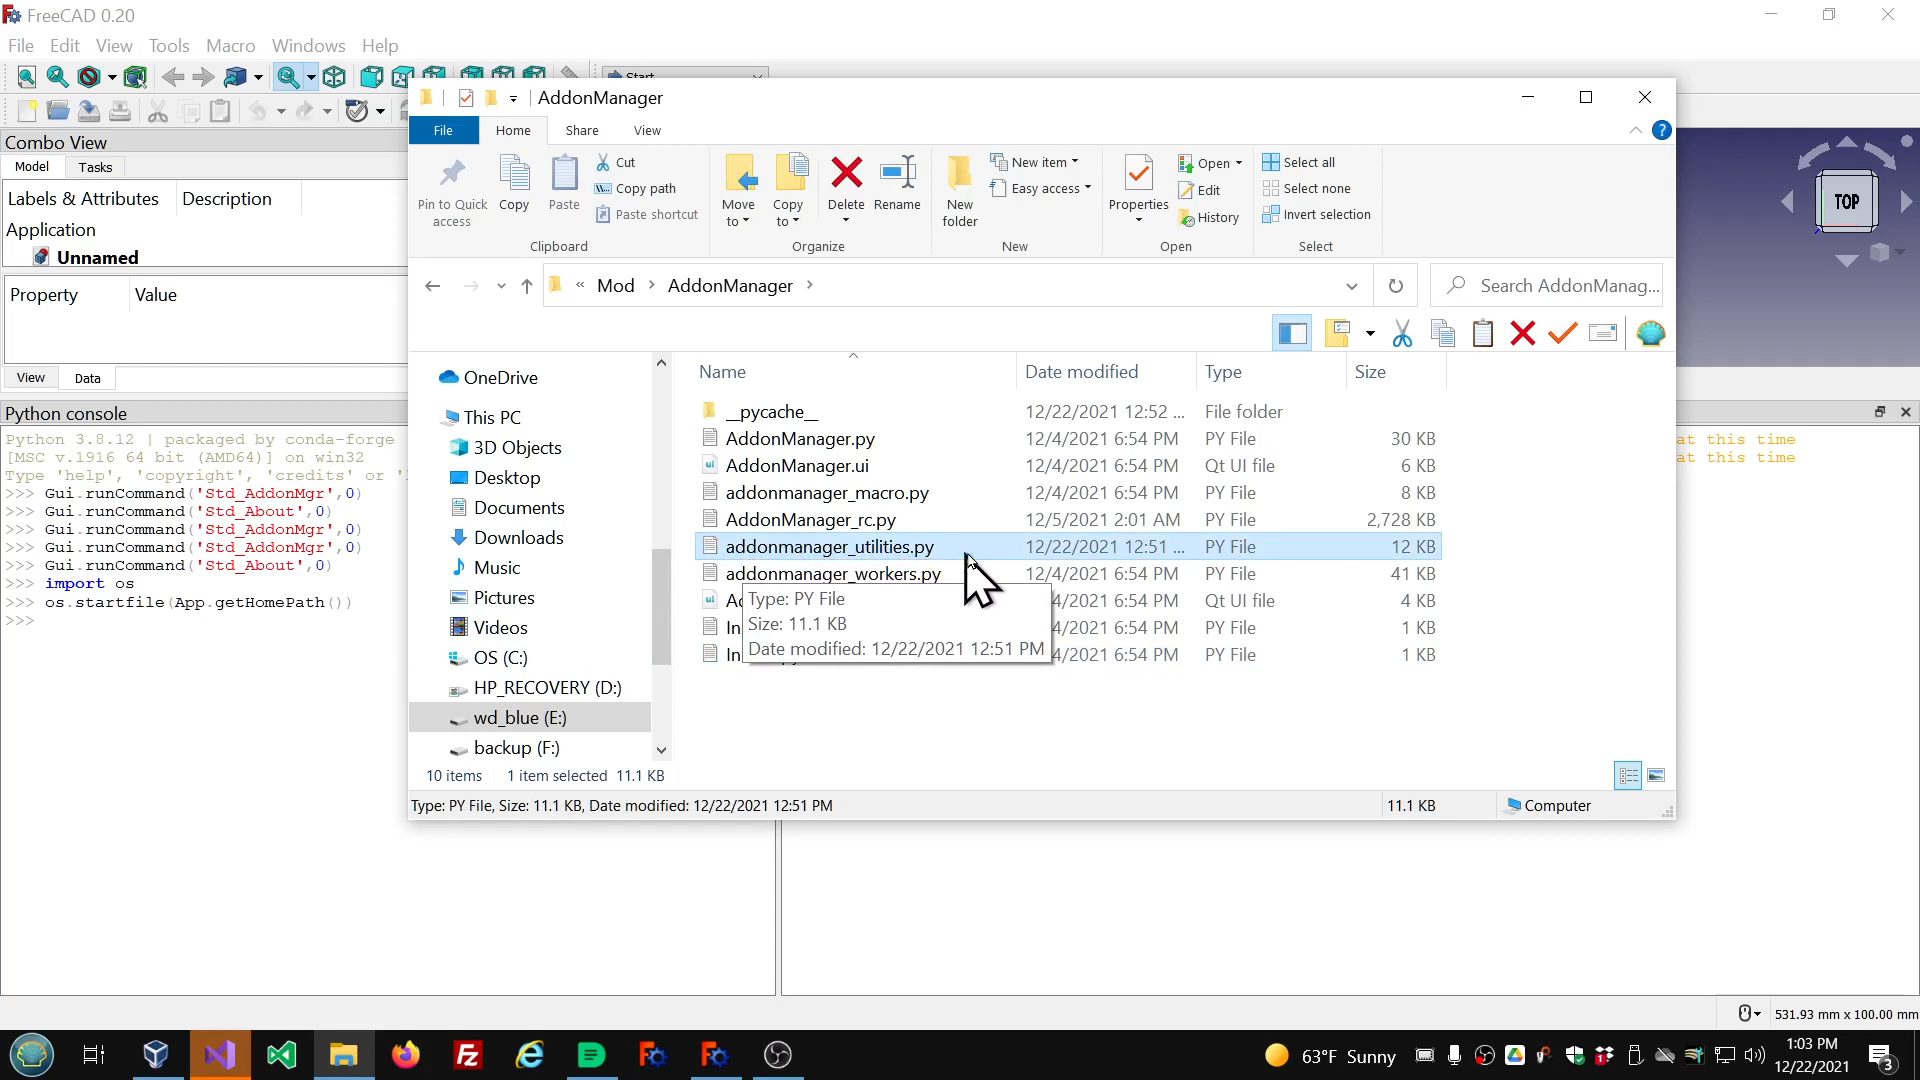 FreeCAD 0.20
File Edit View Tools Macro Windows Help
Start
Combo View
Model Tasks
Labels & Attributes Description
Application
Unnamed
Property Value
View Data
Python console
Python 3.8.12 | packaged by conda-forge
[MSC v.1916 64 bit (AMD64)] on win32
Type 'help', 'copyright', 'credits' or
>>> Gui.runCommand('Std_AddonMgr',0)
>>> Gui.runCommand('Std_About',0)
>>> Gui.runCommand('Std_AddonMgr',0)
>>> Gui.runCommand('Std_AddonMgr',0)
>>> Gui.runCommand('Std_About',0)
>>> import os
>>> os.startfile(App.getHomePath())
>>>
AddonManager
File Home Share View
Pin to Quick access
Copy
Paste
Cut
Copy path
Paste shortcut
Clipboard
Move to
Copy to
Delete
Rename
Organize
New folder
New item
Easy access
New
Properties
Open
Edit
History
Open
Select all
Select none
Invert selection
Select
« Mod > AddonManager >
Search AddonManag...
OneDrive
This PC
3D Objects
Desktop
Documents
Downloads
Music
Pictures
Videos
OS (C:)
HP_RECOVERY (D:)
wd_blue (E:)
backup (F:)
Name Date modified Type Size
__pycache__ 12/22/2021 12:52 ... File folder
AddonManager.py 12/4/2021 6:54 PM PY File 30 KB
AddonManager.ui 12/4/2021 6:54 PM Qt UI file 6 KB
addonmanager_macro.py 12/4/2021 6:54 PM PY File 8 KB
AddonManager_rc.py 12/5/2021 2:01 AM PY File 2,728 KB
addonmanager_utilities.py 12/22/2021 12:51 ... PY File 12 KB
addonmanager_workers.py 12/4/2021 6:54 PM PY File 41 KB
4/2021 6:54 PM Qt UI file 4 KB
In 4/2021 6:54 PM PY File 1 KB
In 4/2021 6:54 PM PY File 1 KB
Type: PY File
Size: 11.1 KB
Date modified: 12/22/2021 12:51 PM
10 items 1 item selected 11.1 KB
Type: PY File, Size: 11.1 KB, Date modified: 12/22/2021 12:51 PM 11.1 KB Computer
TOP
at this time
at this time
531.93 mm x 100.00 mm
63°F Sunny
1:03 PM
12/22/2021
3